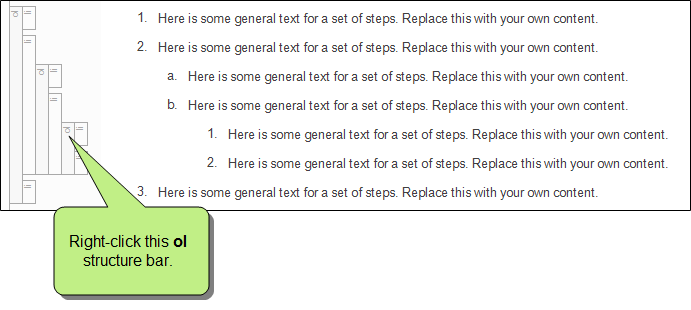 1. Here is some general text for a set of steps. Replace this with your own content.
2. Here is some general text for a set of steps. Replace this with your own content.
a. Here is some general text for a set of steps. Replace this with your own content.
b. Here is some general text for a set of steps. Replace this with your own content.
1. Here is some general text for a set of steps. Replace this with your own content.
2. Here is some general text for a set of steps. Replace this with your own content.
3. Here is some general text for a set of steps. Replace this with your own content.
Right-click this ol
structure bar.